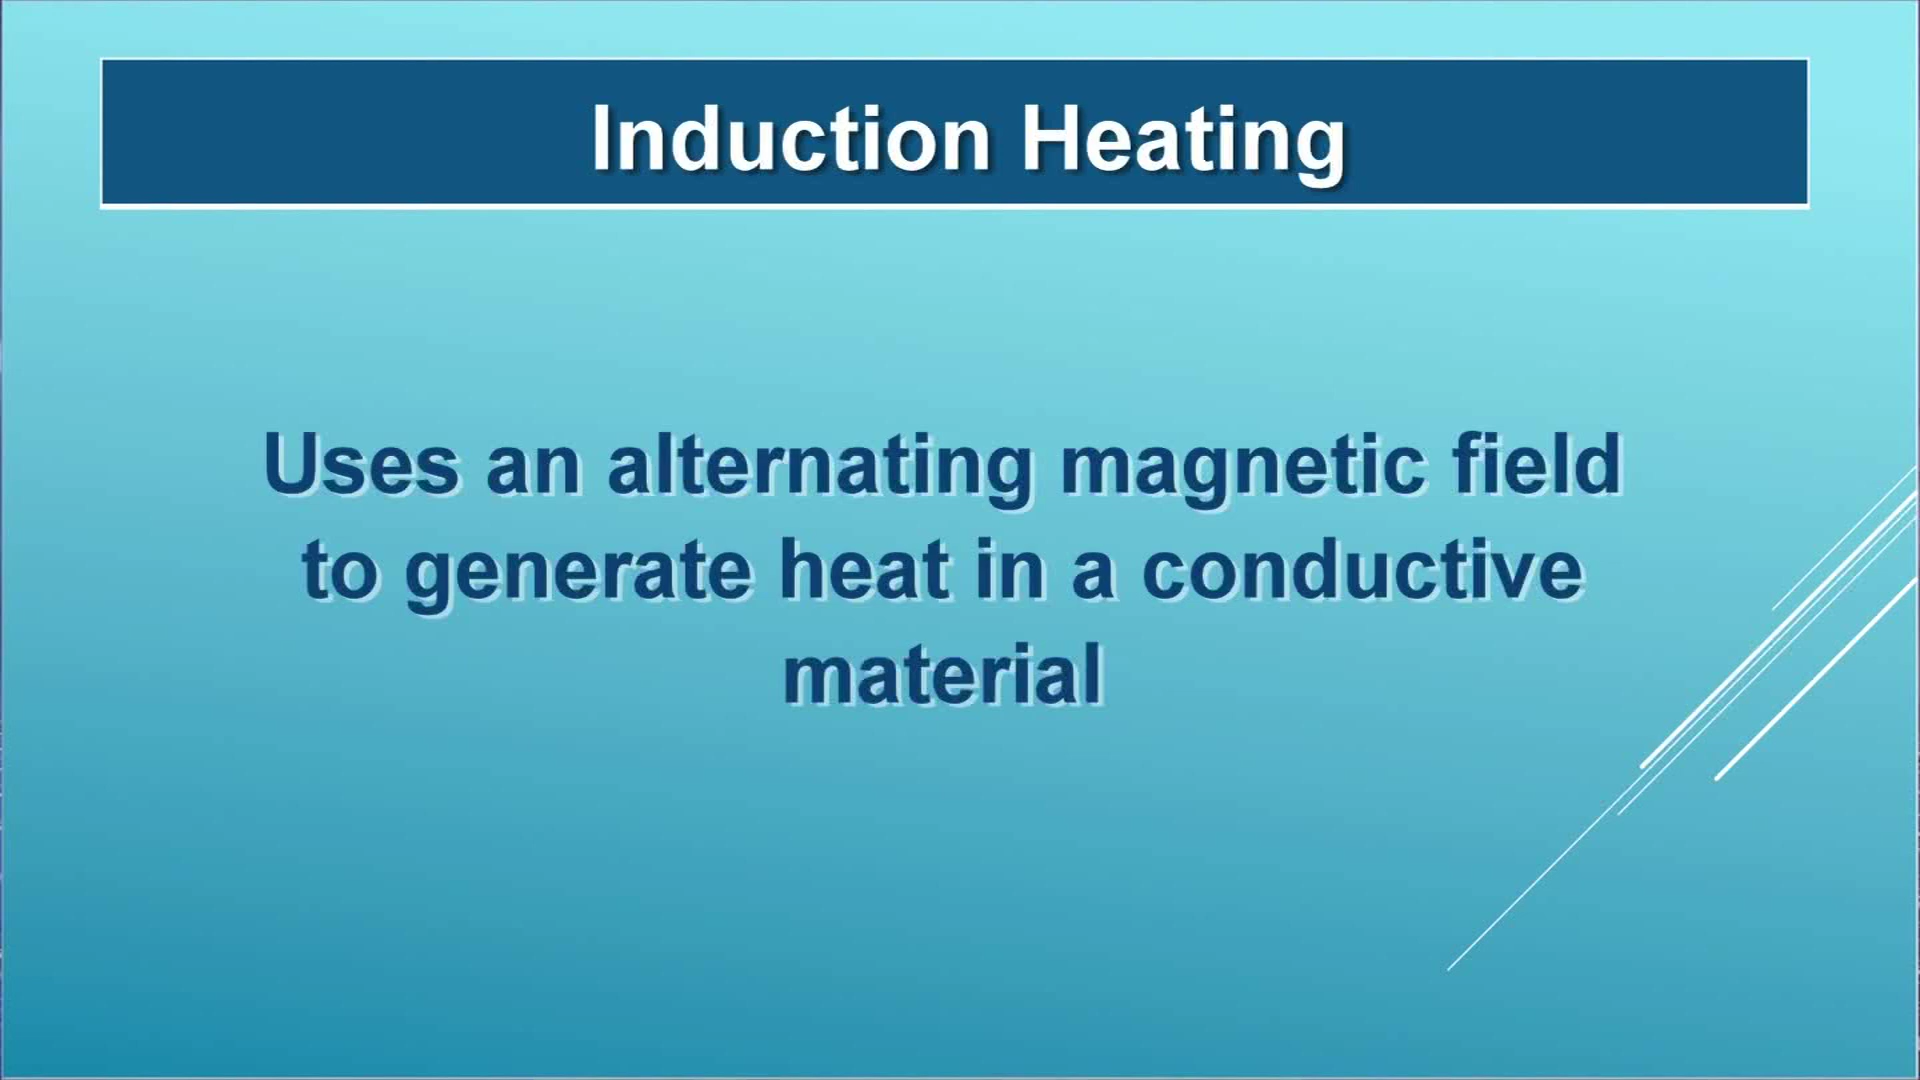 Induction Heating
Uses an alternating magnetic field
to generate heat in a conductive
material